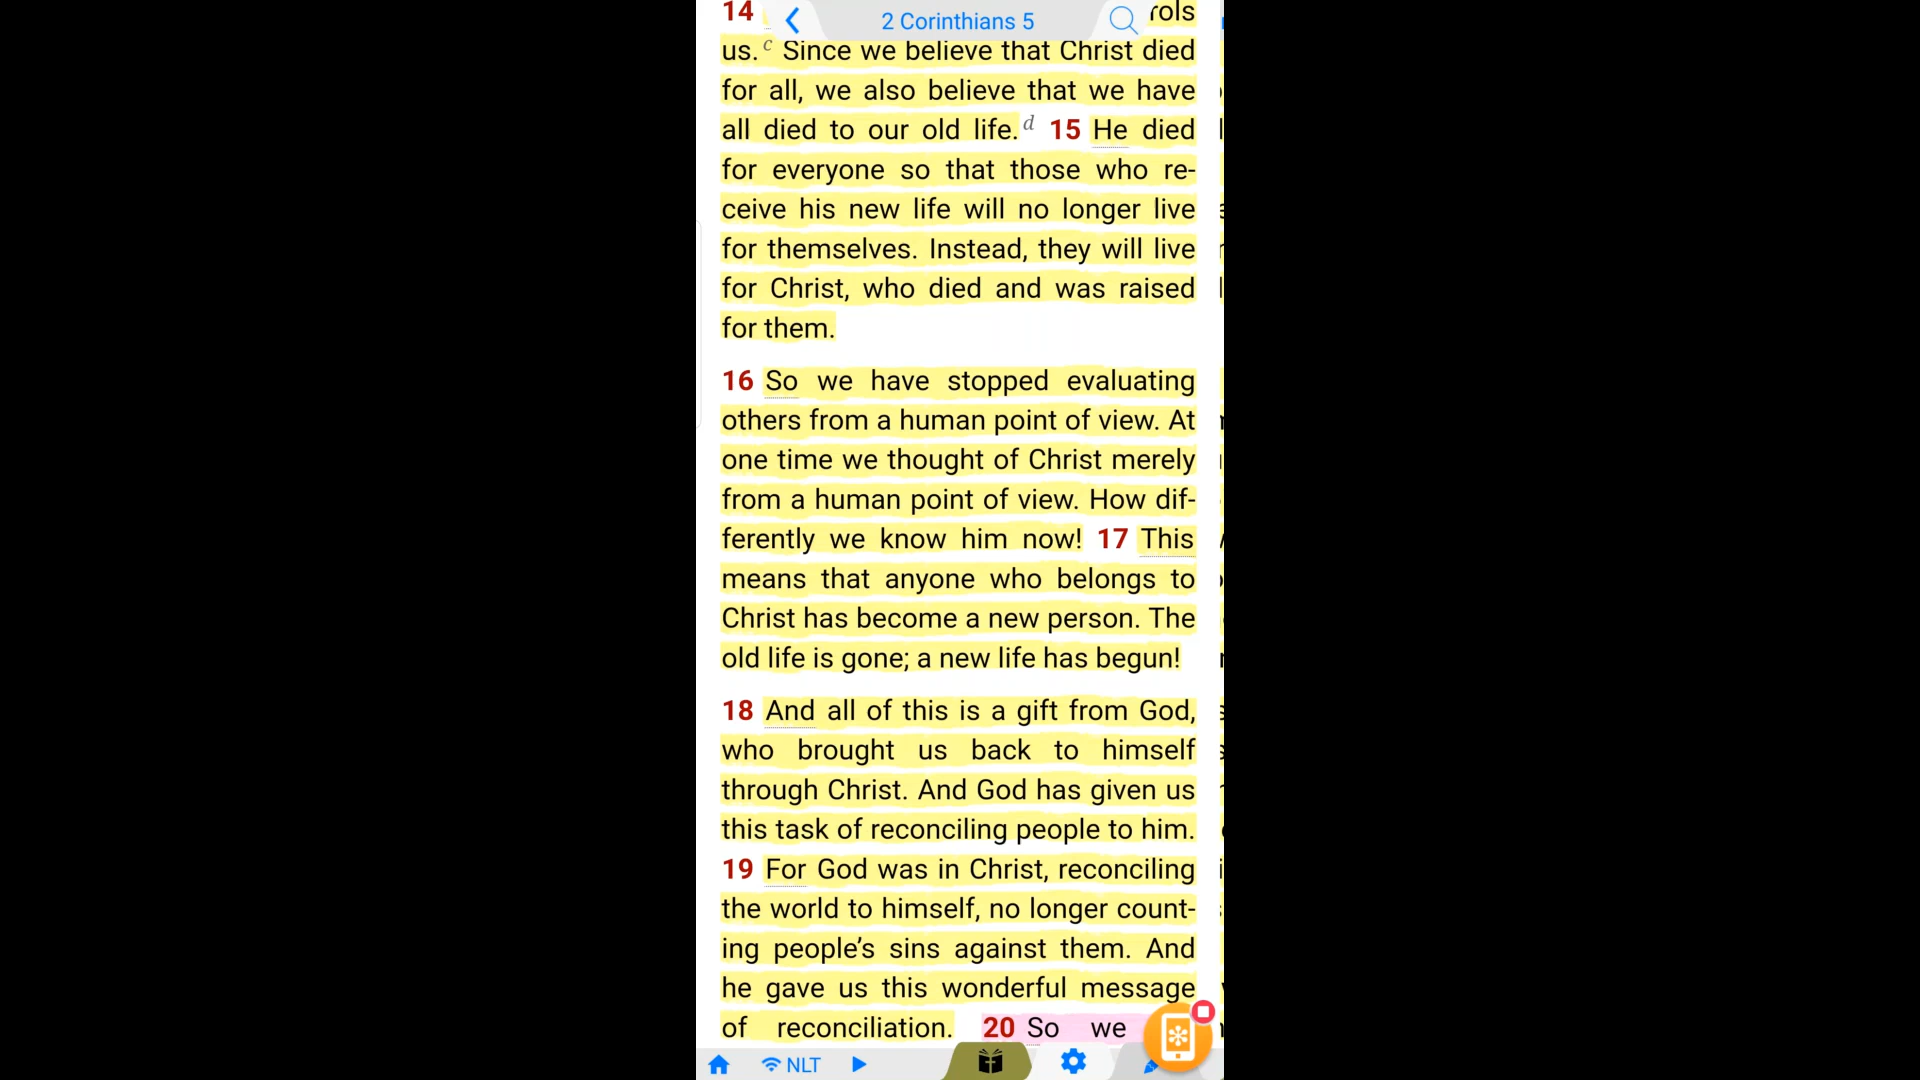 2 Corinthians 5
14 rols
us. c Since we believe that Christ died
for all, we also believe that we have
all died to our old life. d 15 He died
for everyone so that those who re-
ceive his new life will no longer live
for themselves. Instead, they will live
for Christ, who died and was raised
for them.
16 So we have stopped evaluating
others from a human point of view. At
one time we thought of Christ merely
from a human point of view. How dif-
ferently we know him now! 17 This
means that anyone who belongs to
Christ has become a new person. The
old life is gone; a new life has begun!
18 And all of this is a gift from God,
who brought us back to himself
through Christ. And God has given us
this task of reconciling people to him.
19 For God was in Christ, reconciling
the world to himself, no longer count-
ing people’s sins against them. And
he gave us this wonderful message
of reconciliation. 20 So we
NLT